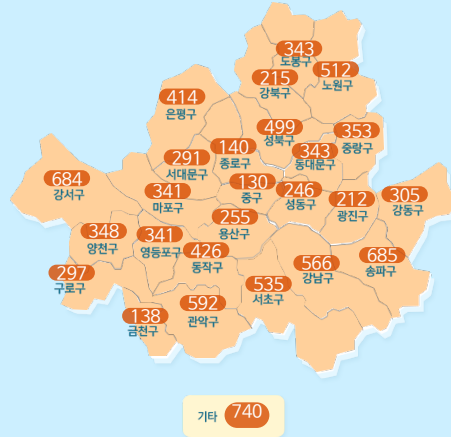 343
도봉구
512
노원구
215
강북구
414
은평구
499
성북구
353
중랑구
140
종로구
343
동대문구
291
서대문구
684
강서구
341
마포구
130
중구
246
성동구
212
광진구
305
강동구
255
용산구
348
양천구
341
영등포구
426
동작구
685
송파구
566
강남구
297
구로구
535
서초구
592
관악구
138
금천구
기타 740